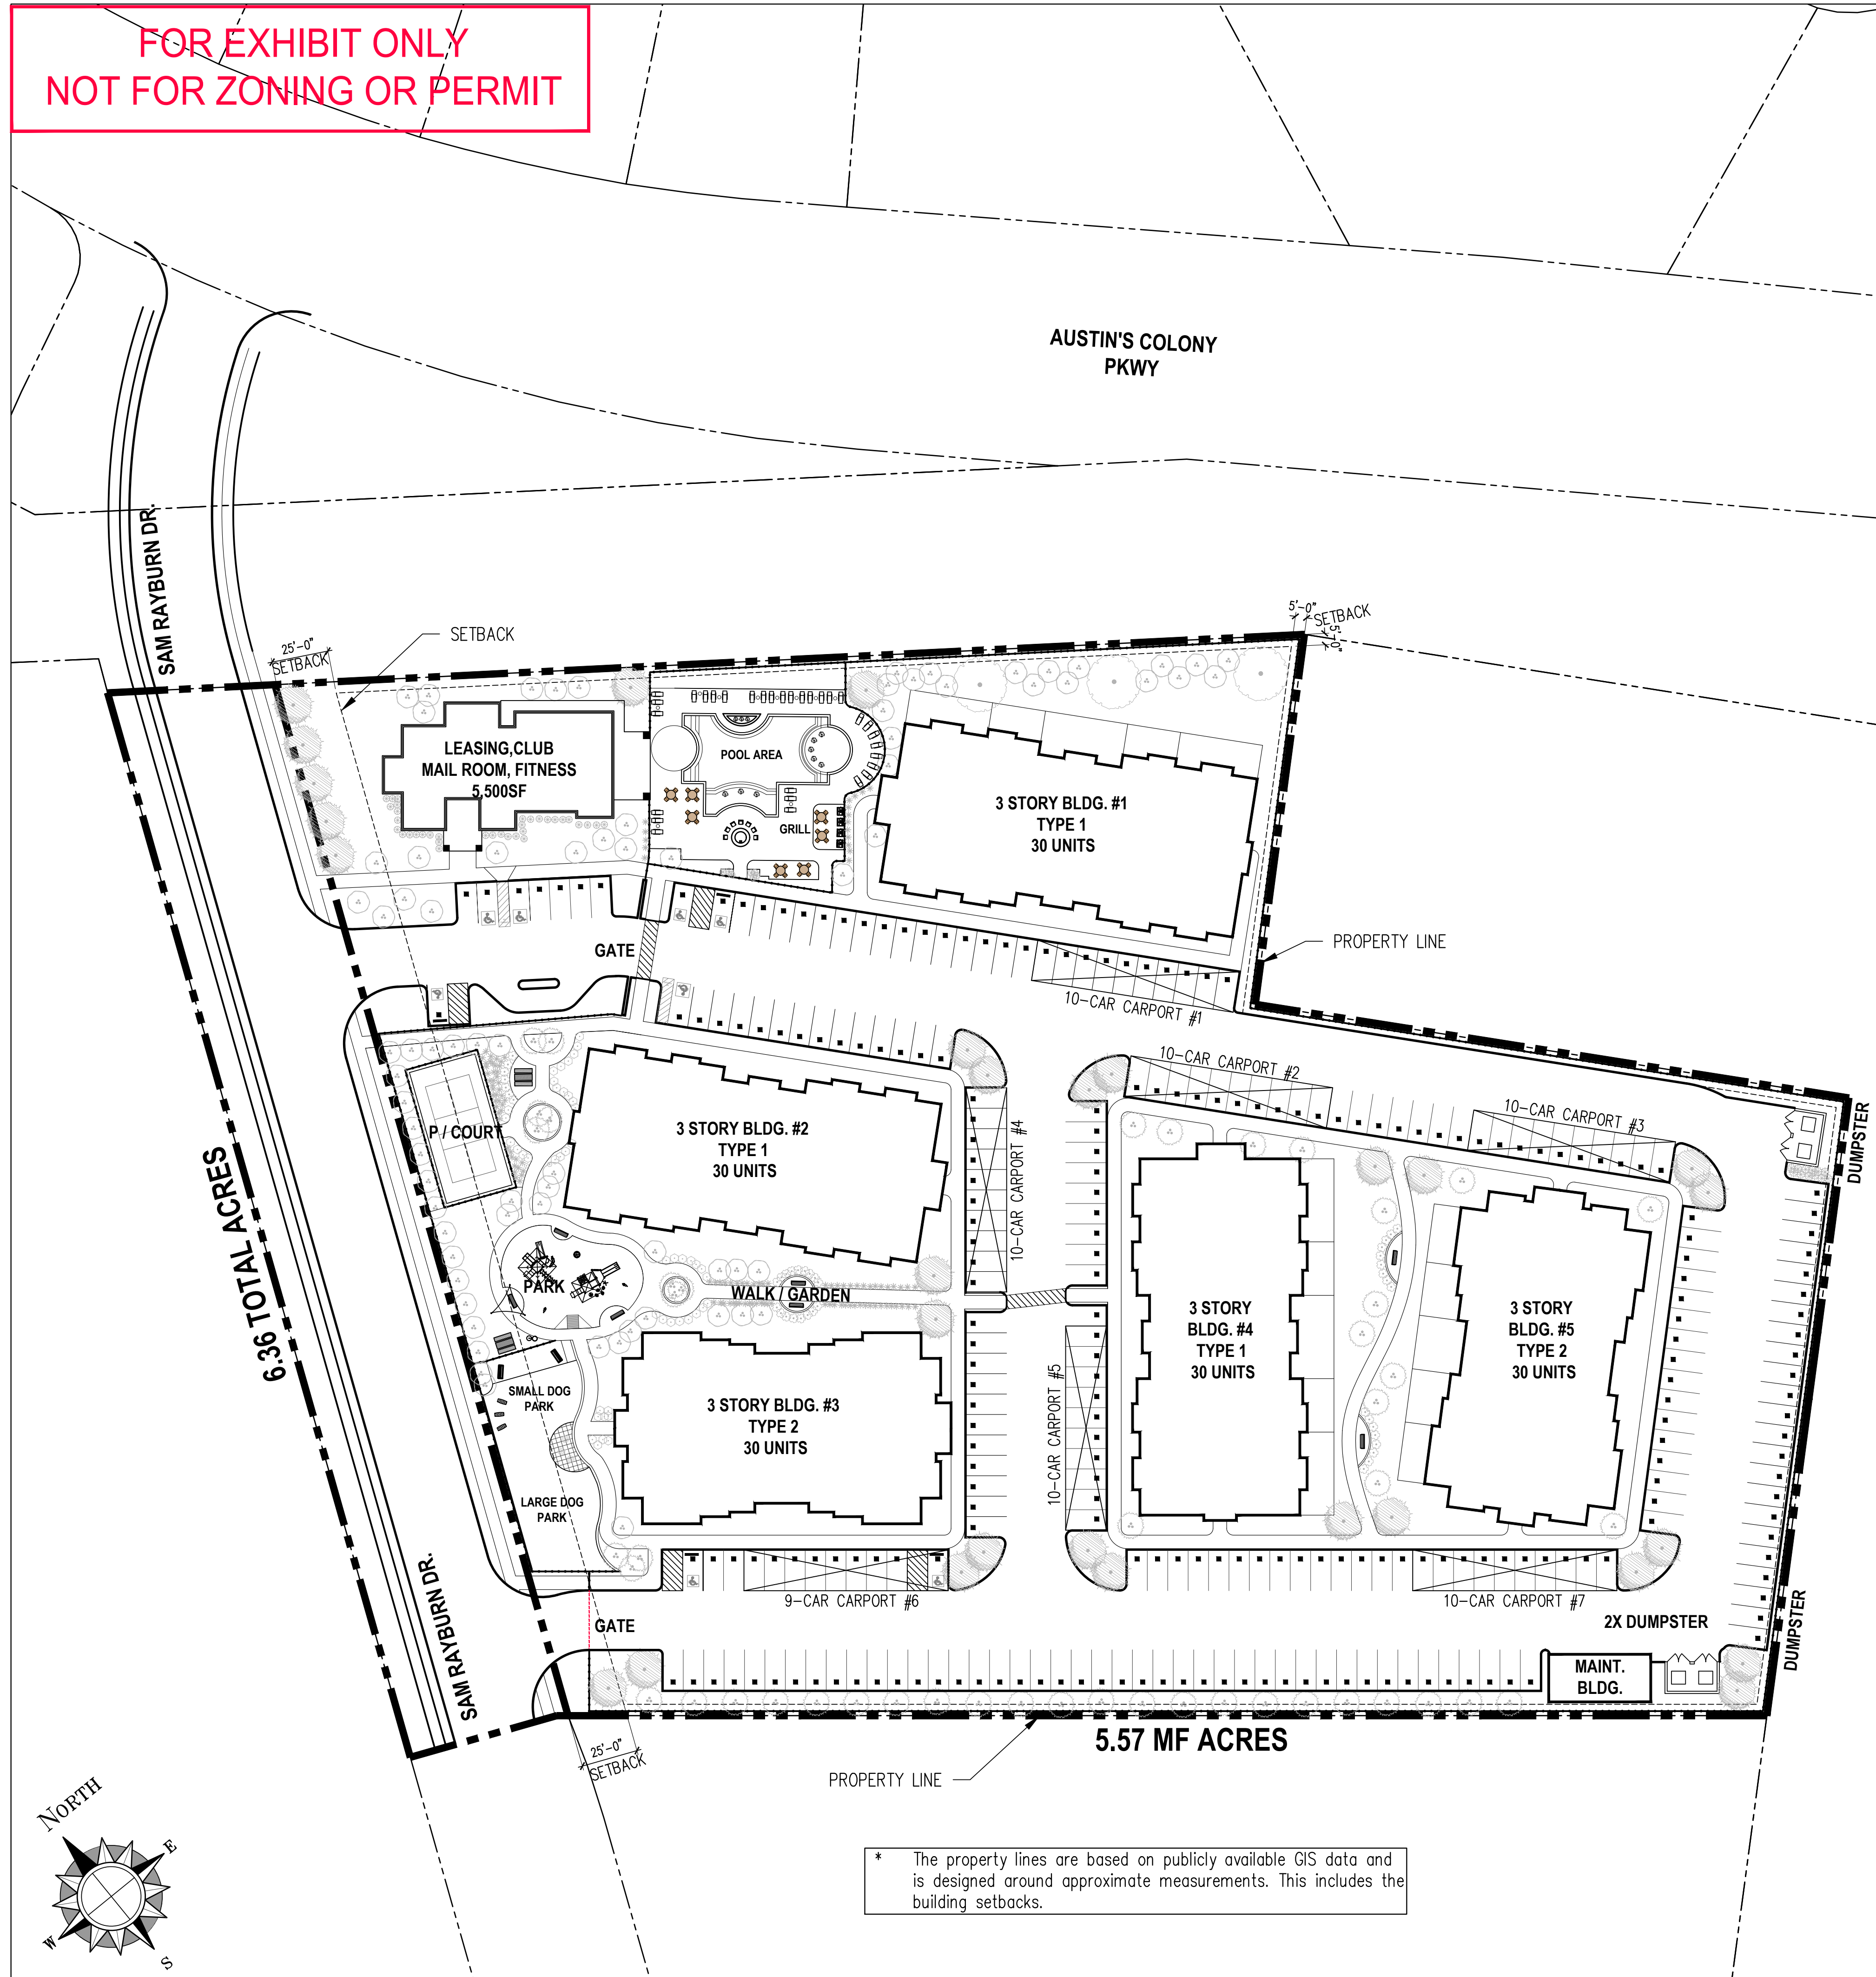 FOR EXHIBIT ONLY
NOT FOR ZONING OR PERMIT
AUSTIN'S COLONY
PKWY
SAM RAYBURN DR.
25'-0"
SETBACK
SETBACK
5'-0"
SETBACK
5'-0"
LEASING,CLUB
MAIL ROOM, FITNESS
5,500SF
POOL AREA
GRILL
3 STORY BLDG. #1
TYPE 1
30 UNITS
GATE
PROPERTY LINE
10-CAR CARPORT #1
10-CAR CARPORT #2
10-CAR CARPORT #3
DUMPSTER
P / COURT
3 STORY BLDG. #2
TYPE 1
30 UNITS
10-CAR CARPORT #4
6.36 TOTAL ACRES
PARK
WALK / GARDEN
3 STORY
BLDG. #4
TYPE 1
30 UNITS
3 STORY
BLDG. #5
TYPE 2
30 UNITS
SMALL DOG
PARK
3 STORY BLDG. #3
TYPE 2
30 UNITS
10-CAR CARPORT #5
LARGE DOG
PARK
SAM RAYBURN DR.
9-CAR CARPORT #6
10-CAR CARPORT #7
GATE
2X DUMPSTER
DUMPSTER
MAINT.
BLDG.
5.57 MF ACRES
25'-0"
SETBACK
PROPERTY LINE
NORTH
E
W
S
* The property lines are based on publicly available GIS data and
is designed around approximate measurements. This includes the
building setbacks.